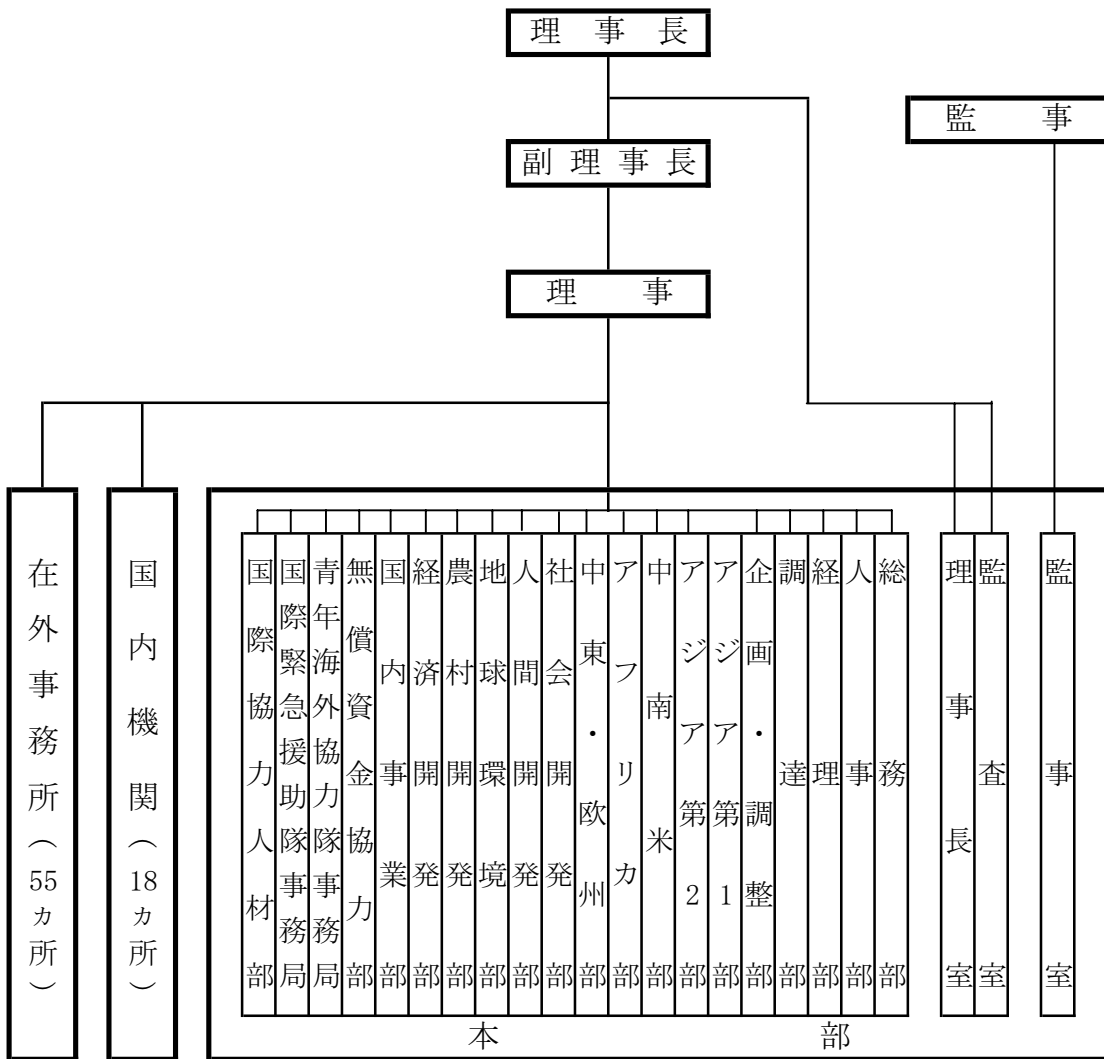 理事長
監事
副理事長
理事
在外事務所（55ヵ所）
国内機関（18ヵ所）
国際協力人材部
国際緊急援助隊事務局
青年海外協力隊事務局
無償資金協力部
国内事業部
経済開発部
農村開発部
地球環境部
人間開発部
社会開発部
中東・欧州部
アフリカ部
中南米部
アジア第2部
アジア第1部
企画・調整部
調達部
経理部
人事部
総務部
理事長室
監査室
監事室
本部